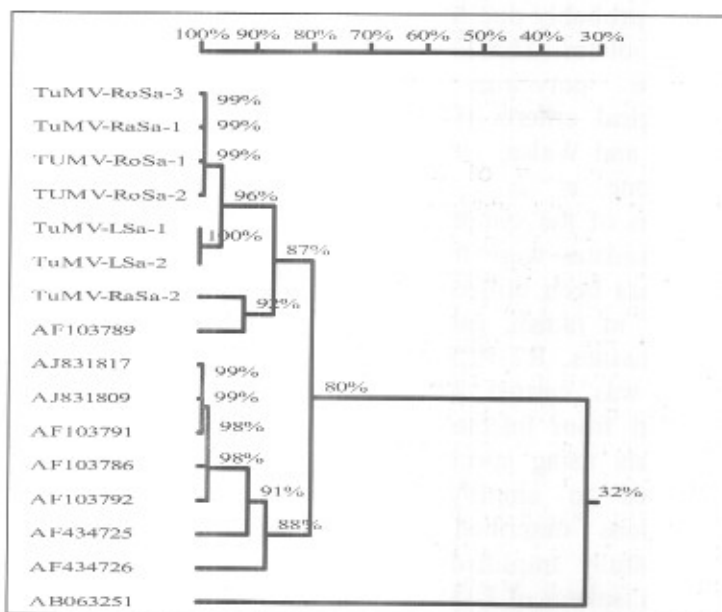 100% 90% 80% 70% 60% 50% 40% 30%
TuMV-RoSa-3
99%
TuMV-RaSa-1 99%
TUMV-RoSa-1 99%
TUMV-RoSa-2 96%
TuMV-LSa-1
100%
TuMV-LSa-2 87%
TuMV-RaSa-2 92%
AF103789
AJ831817 99%
80%
AJ831809 99%
AF103791 98%
AF103786 98%
AF103792 91% 32%
AF434725 88%
AF434726
AB063251